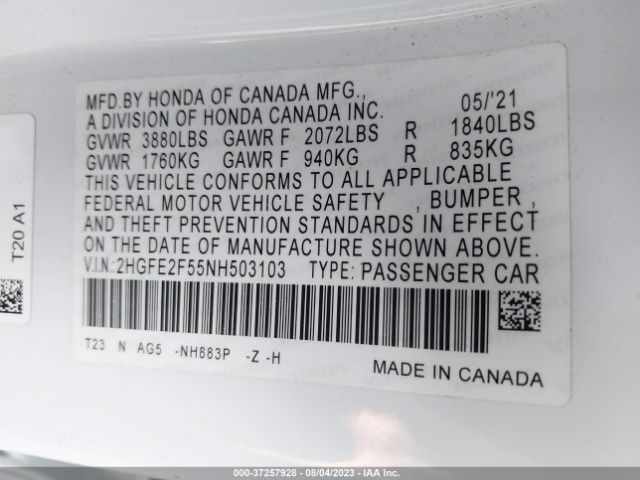 MFD.BY HONDA OF CANADA MFG., 05/'21
A DIVISION OF HONDA CANADA INC.
GVWR 3880LBS GAWR F 2072LBS R 1840LBS
GVWR 1760KG GAWR F 940KG R 835KG
THIS VEHICLE CONFORMS TO ALL APPLICABLE
FEDERAL MOTOR VEHICLE SAFETY , BUMPER ,
AND THEFT PREVENTION STANDARDS IN EFFECT
ON THE DATE OF MANUFACTURE SHOWN ABOVE.
V.I.N.:2HGFE2F55NH503103 TYPE: PASSENGER CAR
T23 N AG5 -NH883P -Z -H
MADE IN CANADA
T20 A1
000-37257928 - 08/04/2023 - IAA Inc.